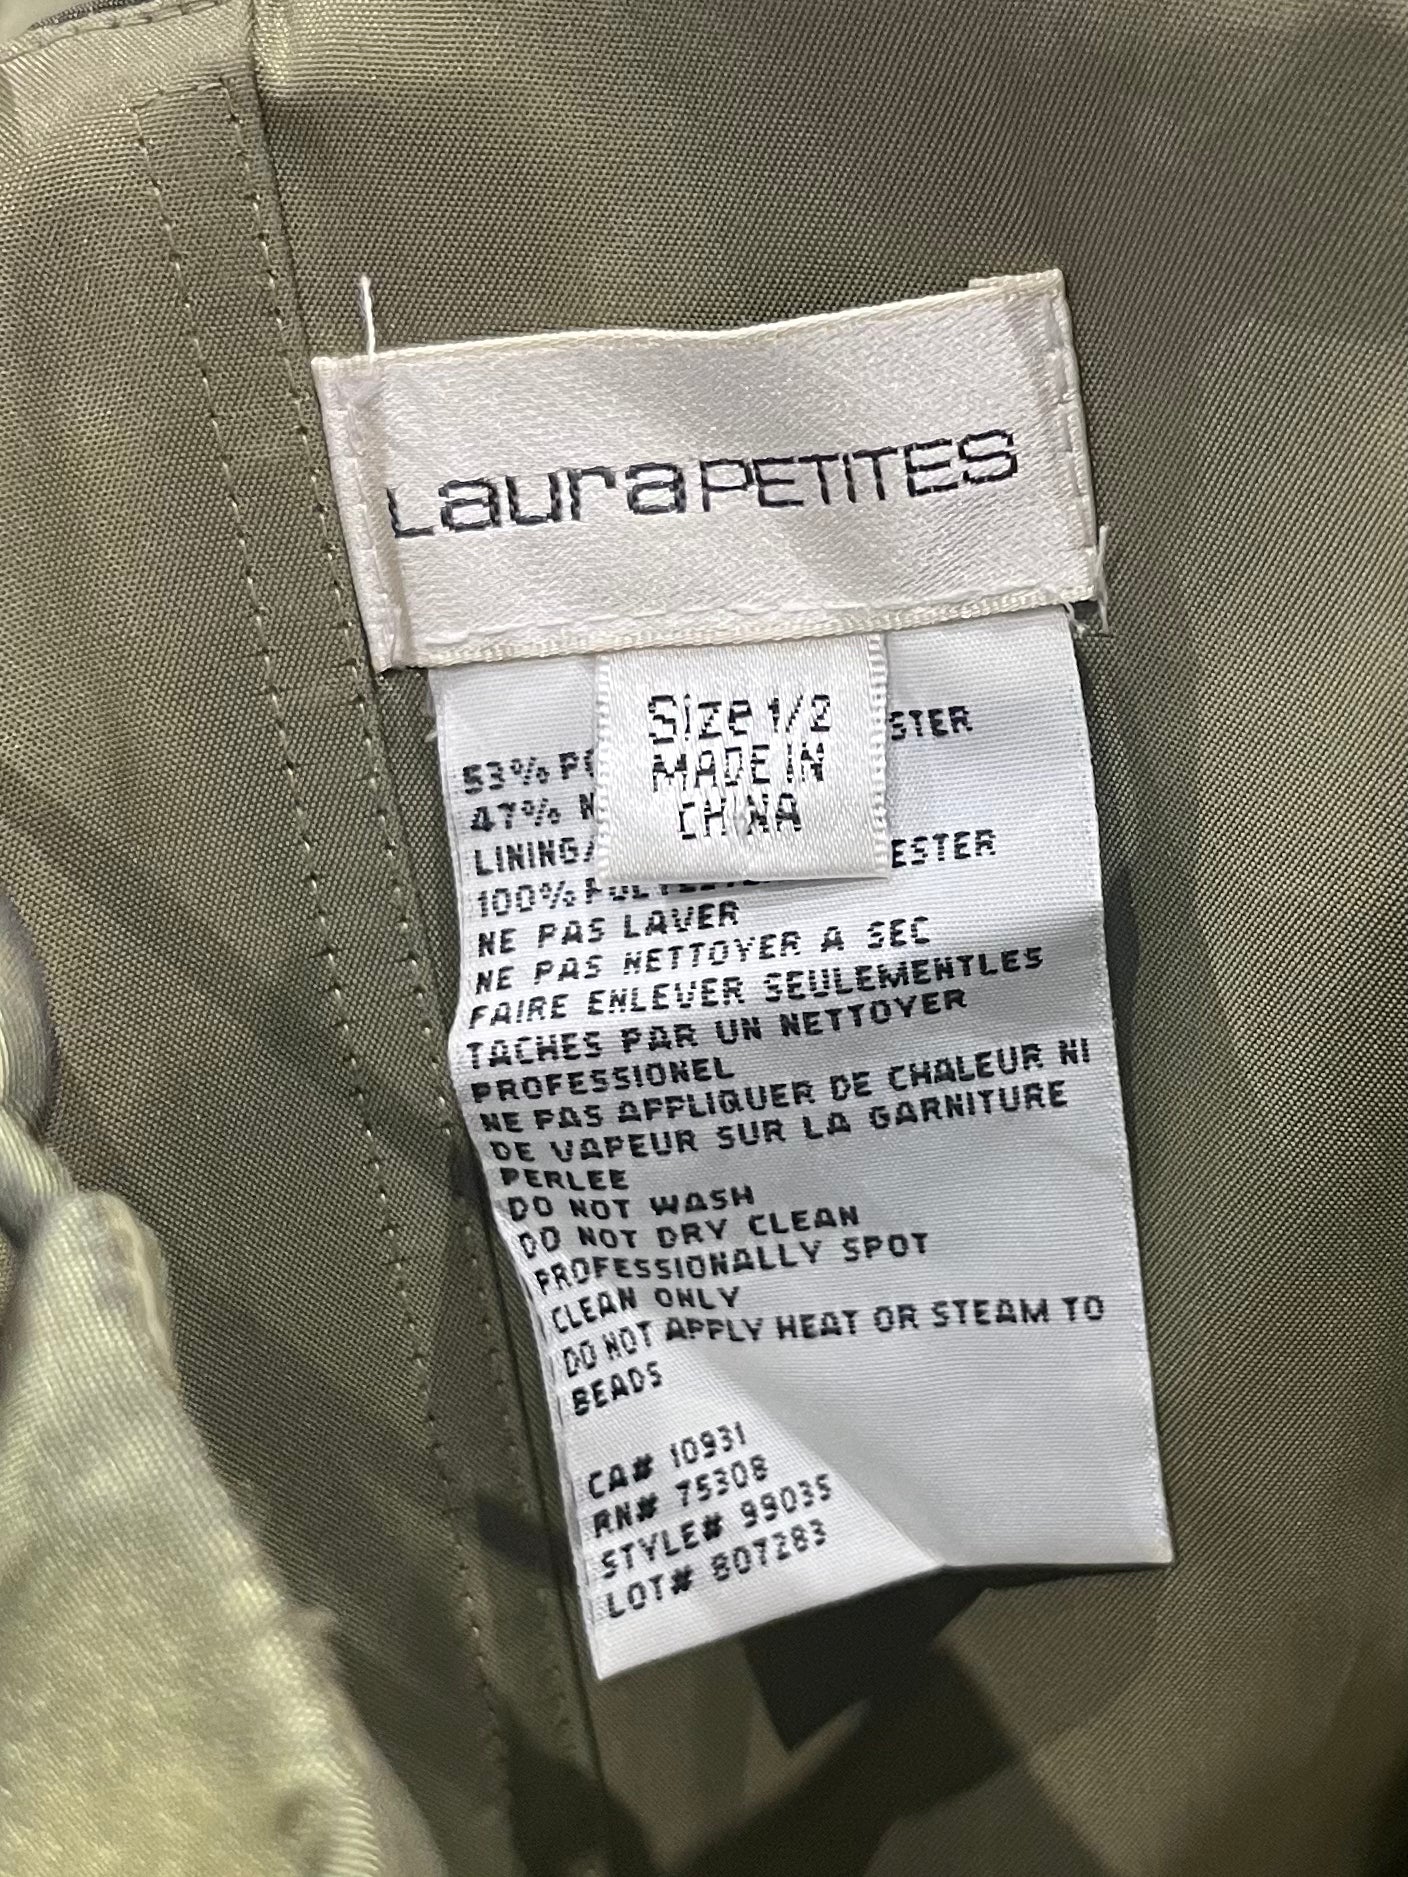 Laura PETITES
Size 1/2
MADE IN
CHINA
STER
53% PO
47% N
LINING/ ESTER
100% POLYESTER
NE PAS LAVER
NE PAS NETTOYER A SEC
FAIRE ENLEVER SEULEMENTLES
TACHES PAR UN NETTOYER
PROFESSIONEL
NE PAS APPLIQUER DE CHALEUR NI
DE VAPEUR SUR LA GARNITURE
PERLEE
DO NOT WASH
DO NOT DRY CLEAN
PROFESSIONALLY SPOT
CLEAN ONLY
DO NOT APPLY HEAT OR STEAM TO
BEADS
CA# 10931
RN# 75308
STYLE# 99035
LOT# 807283